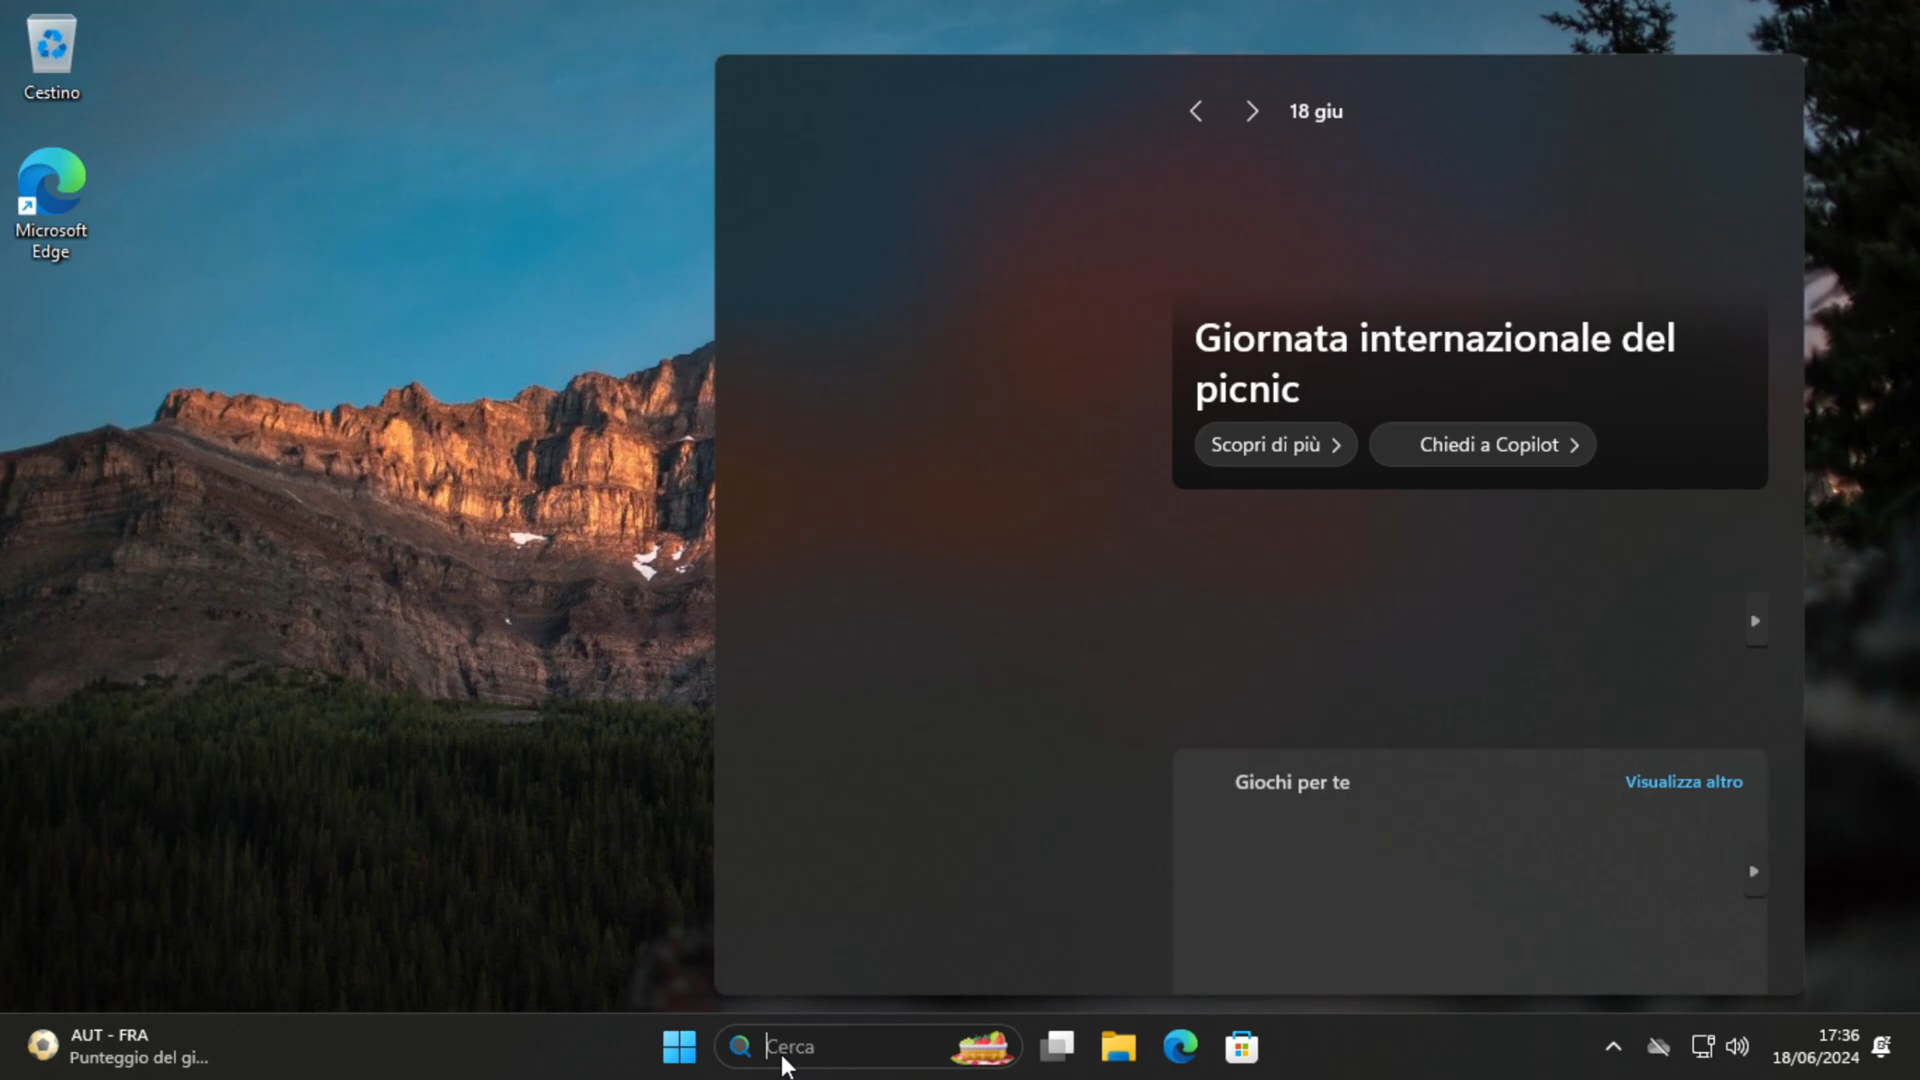 Cestino
Microsoft
Edge
18 giu
Giornata internazionale del
picnic
Scopri di più
Chiedi a Copilot
Giochi per te
Visualizza altro
AUT - FRA
Punteggio del gi...
Cerca
17:36
18/06/2024